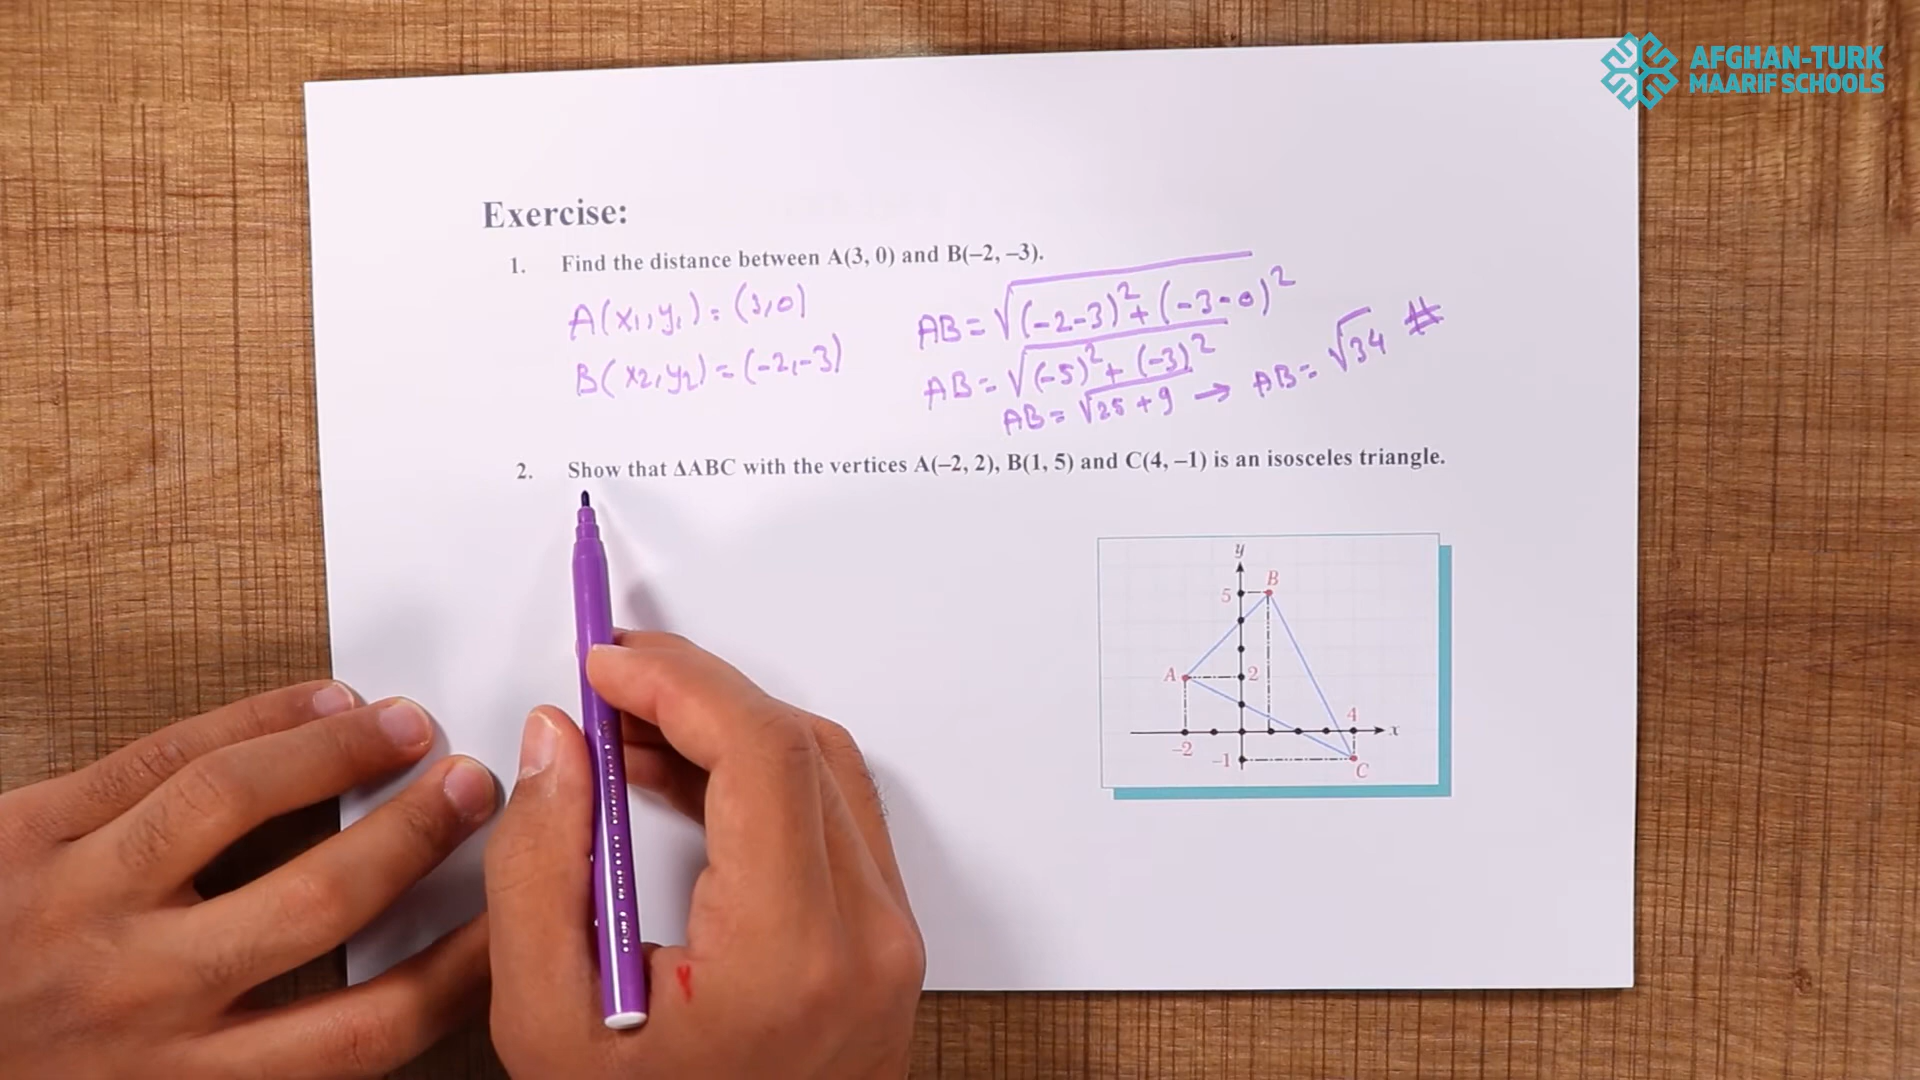 AFGHAN-TURK
MAARIF SCHOOLS
Exercise:
1. Find the distance between A(3, 0) and B(–2, –3).
A(x₁,y₁) = (3,0)
B(x₂,y₂) = (-2,-3)
AB = √(-2-3)² + (-3-0)²
AB = √(-5)² + (-3)²
AB = √25 + 9 → AB = √34 #
2. Show that ΔABC with the vertices A(–2, 2), B(1, 5) and C(4, –1) is an isosceles triangle.
y
B
5
A
2
4
x
–2
–1
C